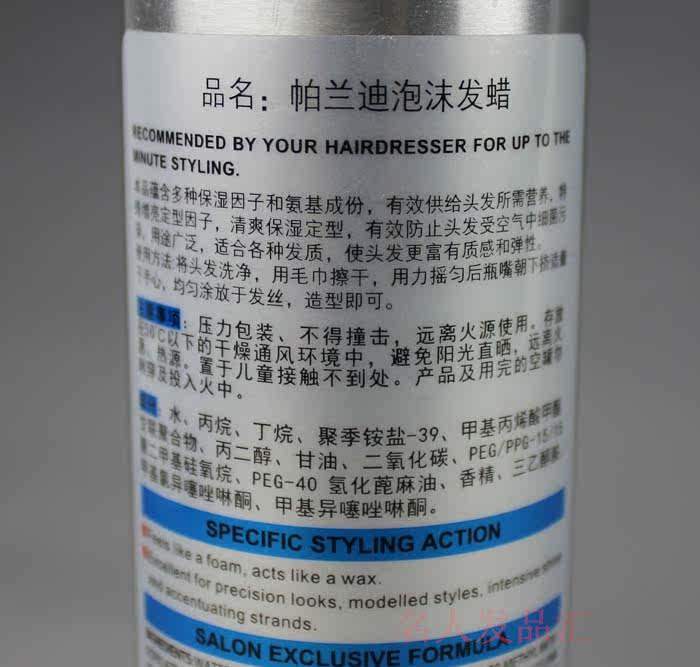 品名：帕兰迪泡沫发蜡
RECOMMENDED BY YOUR HAIRDRESSER FOR UP TO THE
MINUTE STYLING.
本品蕴含多种保湿因子和氨基成份，有效供给头发所需营养，特
增亮定型因子，清爽保湿定型，有效防止头发受空气中细菌污
，用途广泛，适合各种发质，使头发更富有质感和弹性。
使用方法:将头发洗净，用毛巾擦干，用力摇匀后瓶嘴朝下挤适量
手心，均匀涂放于发丝，造型即可。
注意事项：压力包装、不得撞击，远离火源使用。存放
在50℃以下的干燥通风环境中，避免阳光直晒，远离火
、热源。置于儿童接触不到处。产品及用完的空罐勿
刺穿及投入火中。
成分：水、丙烷、丁烷、聚季铵盐-39、甲基丙烯酸甲酯
聚合物、丙二醇、甘油、二氧化碳、PEG/PPG-15/15
二甲基硅氧烷、PEG-40 氢化蓖麻油、香精、三乙醇胺、
甲基氯异噻唑啉酮、甲基异噻唑啉酮。
SPECIFIC STYLING ACTION
Feels like a foam, acts like a wax.
Excellent for precision looks, modelled styles, intensive shine
and accentuating strands.
名人发品汇
SALON EXCLUSIVE FORMULA